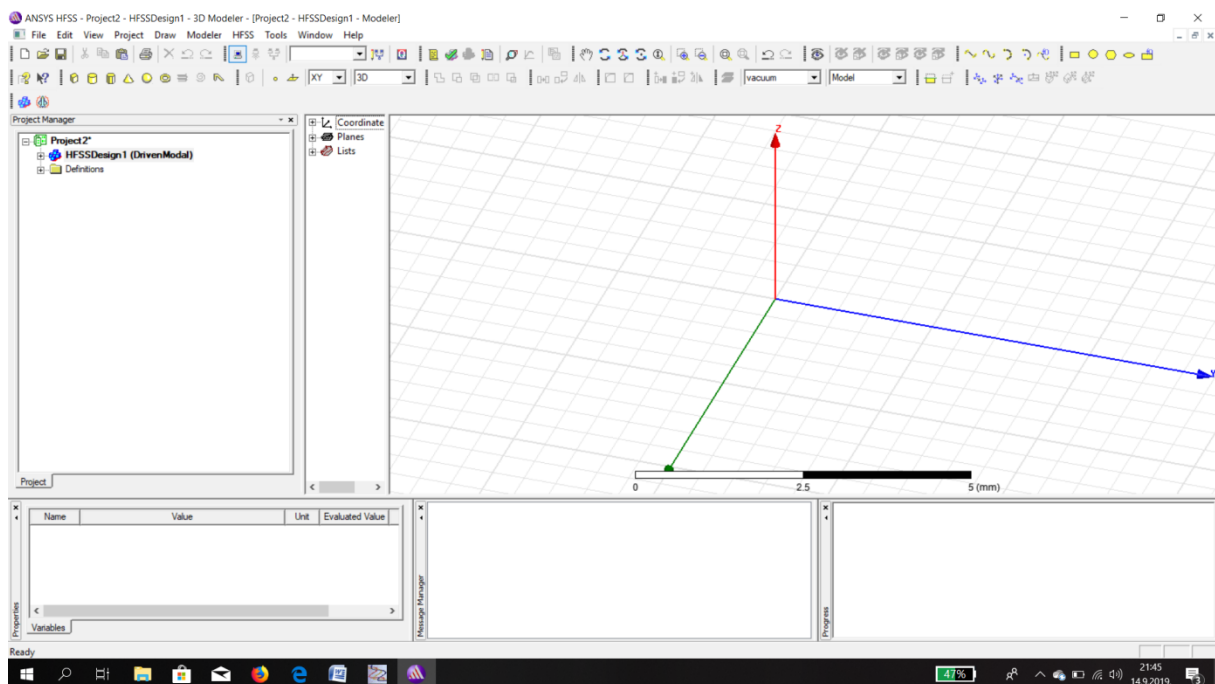 ANSYS HFSS - Project2 - HFSSDesign1 - 3D Modeler - [Project2 - HFSSDesign1 - Modeler]
File Edit View Project Draw Modeler HFSS Tools Window Help
XY 3D vacuum Model
Project Manager
Project2*
HFSSDesign1 (DrivenModal)
Definitions
Project
Coordinate
Planes
Lists
Z
0 2.5 5 (mm)
Name Value Unit Evaluated Value
Variables
Properties
Message Manager
Progress
Ready
47%
21:45
14.9.2019
3